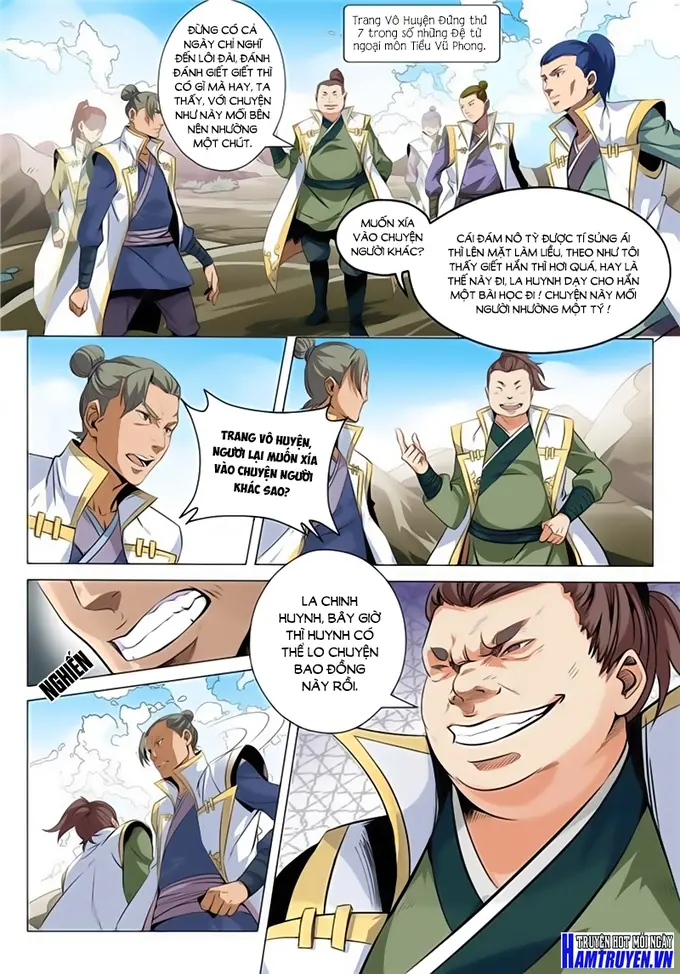 ĐỪNG CÓ CẢ
NGÀY CHỈ NGHĨ
ĐẾN LÔI ĐÀI, ĐÁNH
ĐÁNH GIẾT GIẾT THÌ
CÓ GÌ MÀ HAY, TA
THẤY, VỚI CHUYỆN
NHƯ NÀY MỖI BÊN
NÊN NHƯỜNG
MỘT CHÚT.
Trang Vô Huyện Đứng thứ
7 trong số những Đệ tử
ngoại môn Tiểu Vũ Phong.
MUỐN XÍA
VÀO CHUYỆN
NGƯỜI KHÁC?
CÁI ĐÁM NÔ TỲ ĐƯỢC TÍ SỦNG ÁI
THÌ LÊN MẶT LÀM LIỀU, THEO NHƯ TÔI
THẤY GIẾT HẮN THÌ HƠI QUÁ, HAY LÀ
THẾ NÀY ĐI, LA HUYNH DẠY CHO HẮN
MỘT BÀI HỌC ĐI ! CHUYỆN NÀY MỖI
NGƯỜI NHƯỜNG MỘT TÝ !
TRANG VÔ HUYỆN,
NGƯƠI LẠI MUỐN XÍA
VÀO CHUYỆN NGƯỜI
KHÁC SAO?
NGHIẾN
LA CHINH
HUYNH, BÂY GIỜ
THÌ HUYNH CÓ
THỂ LO CHUYỆN
BAO ĐỒNG
NÀY RỒI.
TRUYỆN HOT MỖI NGÀY
HAMTRUYEN.VN